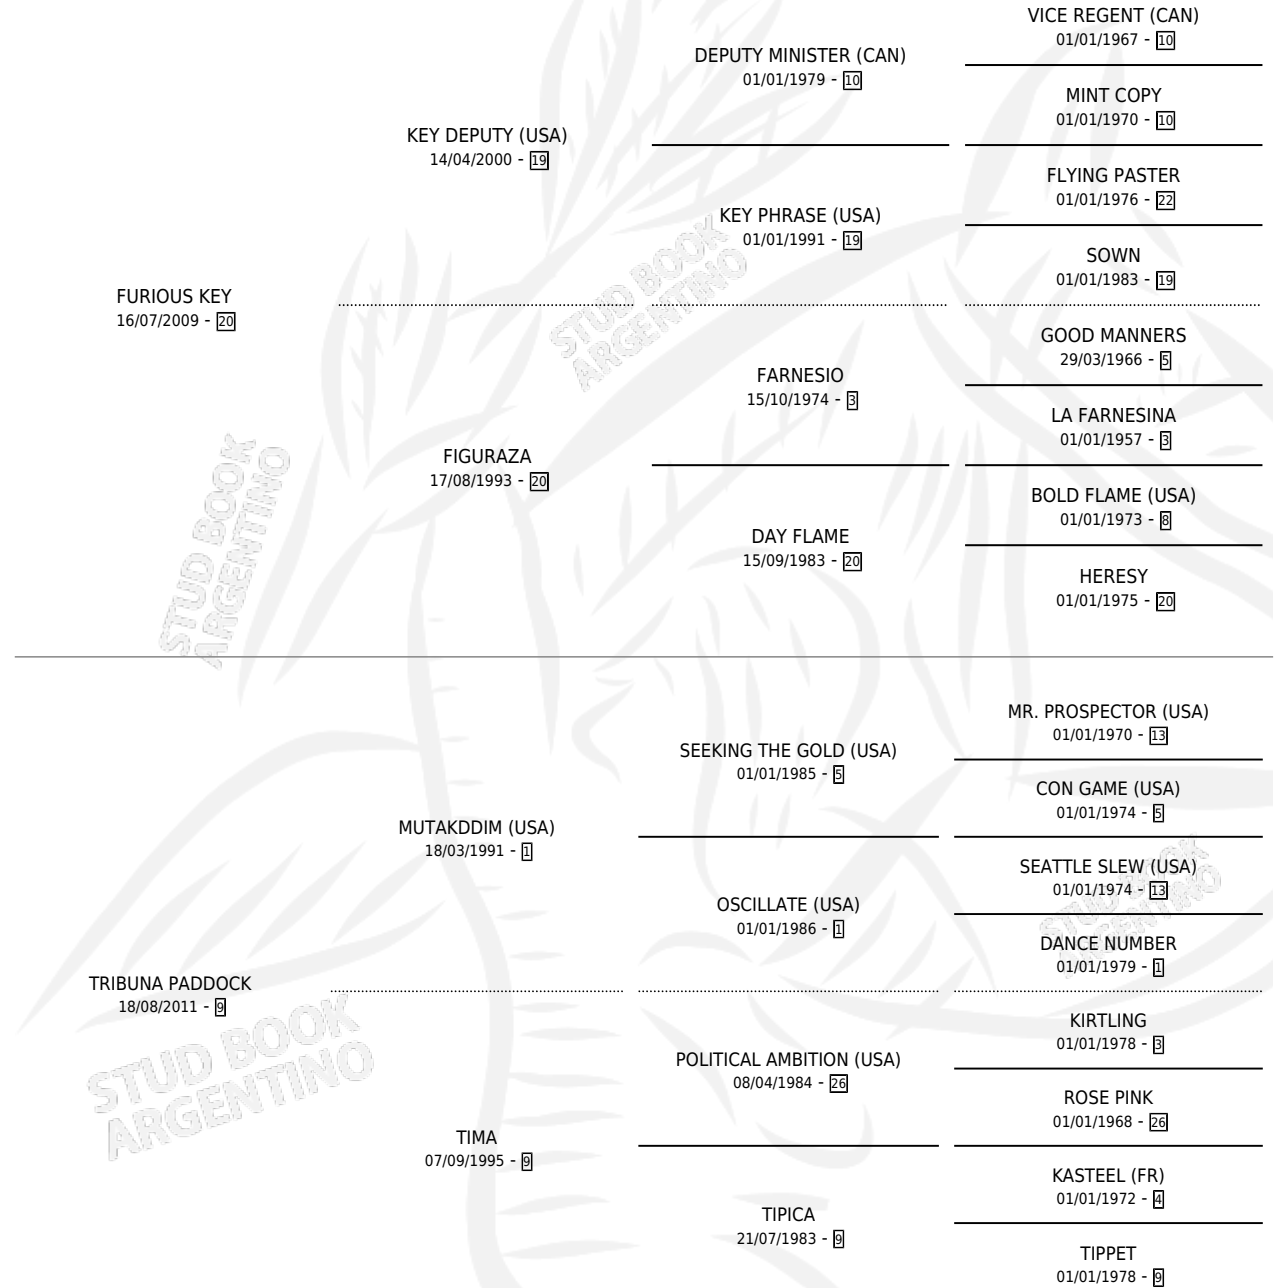 VICE REGENT (CAN)
01/01/1967 - 10
DEPUTY MINISTER (CAN)
01/01/1979 - 10
MINT COPY
01/01/1970 - 10
KEY DEPUTY (USA)
14/04/2000 - 19
FLYING PASTER
01/01/1976 - 22
KEY PHRASE (USA)
01/01/1991 - 19
SOWN
01/01/1983 - 19
FURIOUS KEY
16/07/2009 - 20
GOOD MANNERS
29/03/1966 - 5
FARNESIO
15/10/1974 - 3
LA FARNESINA
01/01/1957 - 3
FIGURAZA
17/08/1993 - 20
BOLD FLAME (USA)
01/01/1973 - 8
DAY FLAME
15/09/1983 - 20
HERESY
01/01/1975 - 20
STUD BOOK
ARGENTINO
STUD BOOK
ARGENTINO
MR. PROSPECTOR (USA)
01/01/1970 - 13
SEEKING THE GOLD (USA)
01/01/1985 - 5
CON GAME (USA)
01/01/1974 - 5
MUTAKDDIM (USA)
18/03/1991 - 1
SEATTLE SLEW (USA)
01/01/1974 - 13
OSCILLATE (USA)
01/01/1986 - 1
DANCE NUMBER
01/01/1979 - 1
STUD BOOK
ARGENTINO
TRIBUNA PADDOCK
18/08/2011 - 9
KIRTLING
01/01/1978 - 3
POLITICAL AMBITION (USA)
08/04/1984 - 26
ROSE PINK
01/01/1968 - 26
TIMA
07/09/1995 - 9
KASTEEL (FR)
01/01/1972 - 4
TIPICA
21/07/1983 - 9
TIPPET
01/01/1978 - 9
STUD BOOK
ARGENTINO